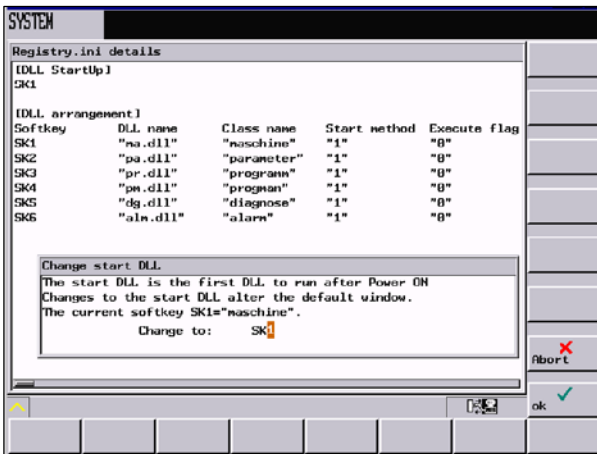 SYSTEM
Registry.ini details
[DLL StartUp]
SK1
[DLL arrangement]
Softkey DLL name Class name Start method Execute flag
SK1 "ma.dll" "maschine" "1" "0"
SK2 "pa.dll" "parameter" "1" "0"
SK3 "pr.dll" "programm" "1" "0"
SK4 "pm.dll" "progman" "1" "0"
SK5 "dg.dll" "diagnose" "1" "0"
SK6 "alm.dll" "alarm" "1" "0"
Change start DLL
The start DLL is the first DLL to run after Power ON
Changes to the start DLL alter the default window.
The current softkey SK1="maschine".
Change to: SK1
Abort
ok